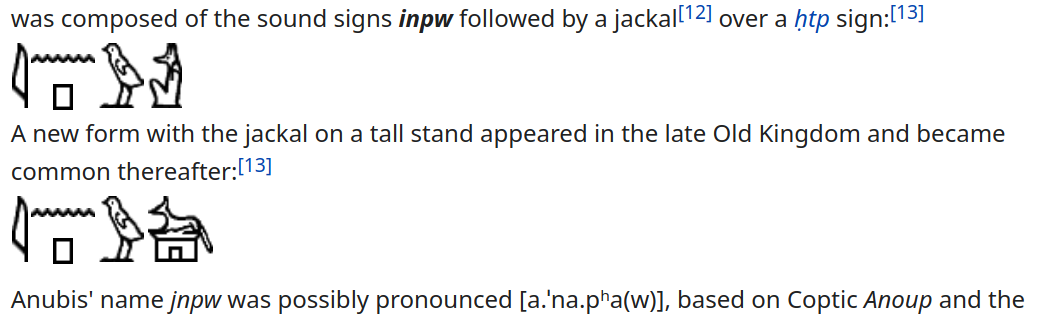 was composed of the sound signs inpw followed by a jackal[12] over a ḥtp sign:[13]
𓇋𓈖𓊪𓅱𓁢
A new form with the jackal on a tall stand appeared in the late Old Kingdom and became
common thereafter:[13]
𓇋𓈖𓊪𓅱𓃣
Anubis' name jnpw was possibly pronounced [a.ˈna.pʰa(w)], based on Coptic Anoup and the